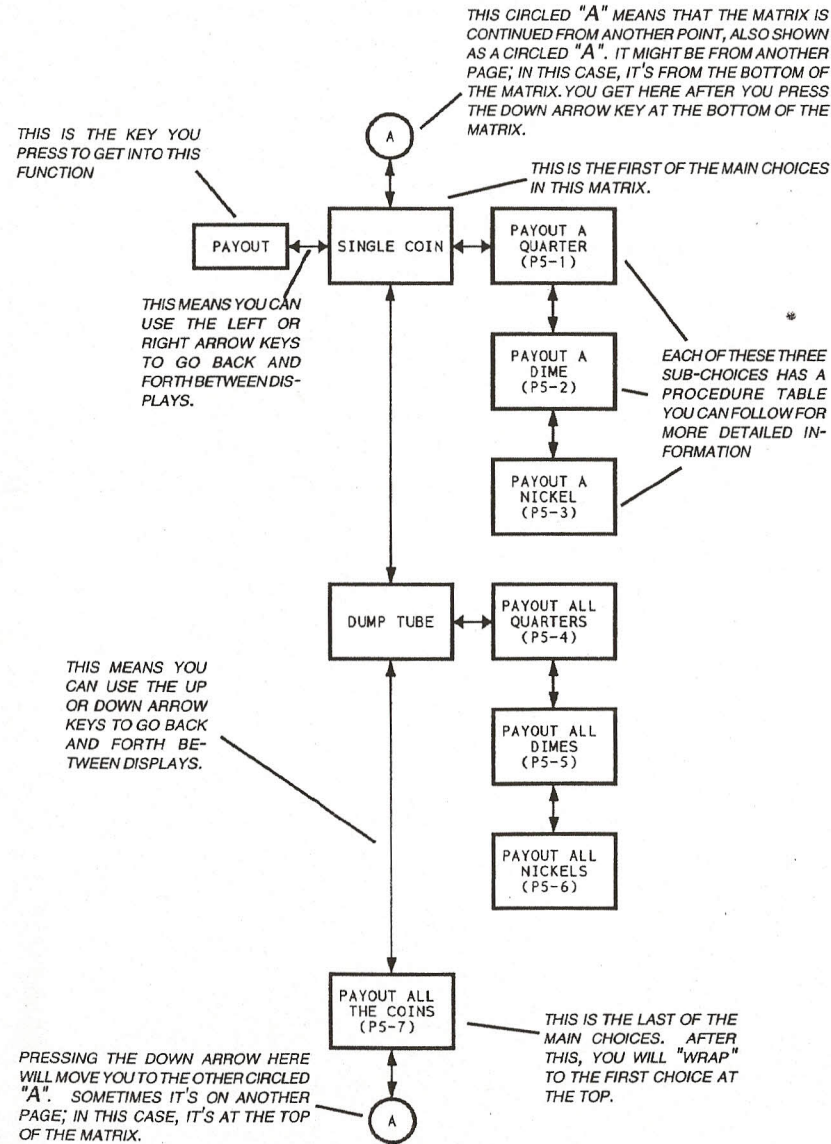 THIS CIRCLED "A" MEANS THAT THE MATRIX IS
CONTINUED FROM ANOTHER POINT, ALSO SHOWN
AS A CIRCLED "A". IT MIGHT BE FROM ANOTHER
PAGE; IN THIS CASE, IT'S FROM THE BOTTOM OF
THE MATRIX. YOU GET HERE AFTER YOU PRESS
THE DOWN ARROW KEY AT THE BOTTOM OF THE
MATRIX.
A
THIS IS THE KEY YOU
PRESS TO GET INTO THIS
FUNCTION
THIS IS THE FIRST OF THE MAIN CHOICES
IN THIS MATRIX.
PAYOUT
SINGLE COIN
PAYOUT A
QUARTER
(P5-1)
THIS MEANS YOU CAN
USE THE LEFT OR
RIGHT ARROW KEYS
TO GO BACK AND
FORTH BETWEEN DIS-
PLAYS.
PAYOUT A
DIME
(P5-2)
EACH OF THESE THREE
SUB-CHOICES HAS A
PROCEDURE TABLE
YOU CAN FOLLOW FOR
MORE DETAILED IN-
FORMATION
PAYOUT A
NICKEL
(P5-3)
DUMP TUBE
PAYOUT ALL
QUARTERS
(P5-4)
THIS MEANS YOU
CAN USE THE UP
OR DOWN ARROW
KEYS TO GO BACK
AND FORTH BE-
TWEEN DISPLAYS.
PAYOUT ALL
DIMES
(P5-5)
PAYOUT ALL
NICKELS
(P5-6)
PAYOUT ALL
THE COINS
(P5-7)
THIS IS THE LAST OF THE
MAIN CHOICES. AFTER
THIS, YOU WILL "WRAP"
TO THE FIRST CHOICE AT
THE TOP.
PRESSING THE DOWN ARROW HERE
WILL MOVE YOU TO THE OTHER CIRCLED
"A". SOMETIMES IT'S ON ANOTHER
PAGE; IN THIS CASE, IT'S AT THE TOP
OF THE MATRIX.
A